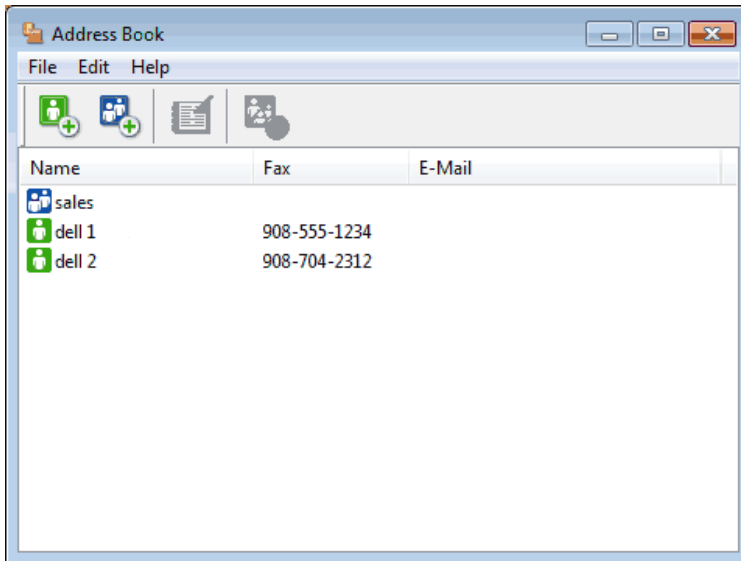 Address Book
File Edit Help
Name Fax E-Mail
sales
dell 1 908-555-1234
dell 2 908-704-2312